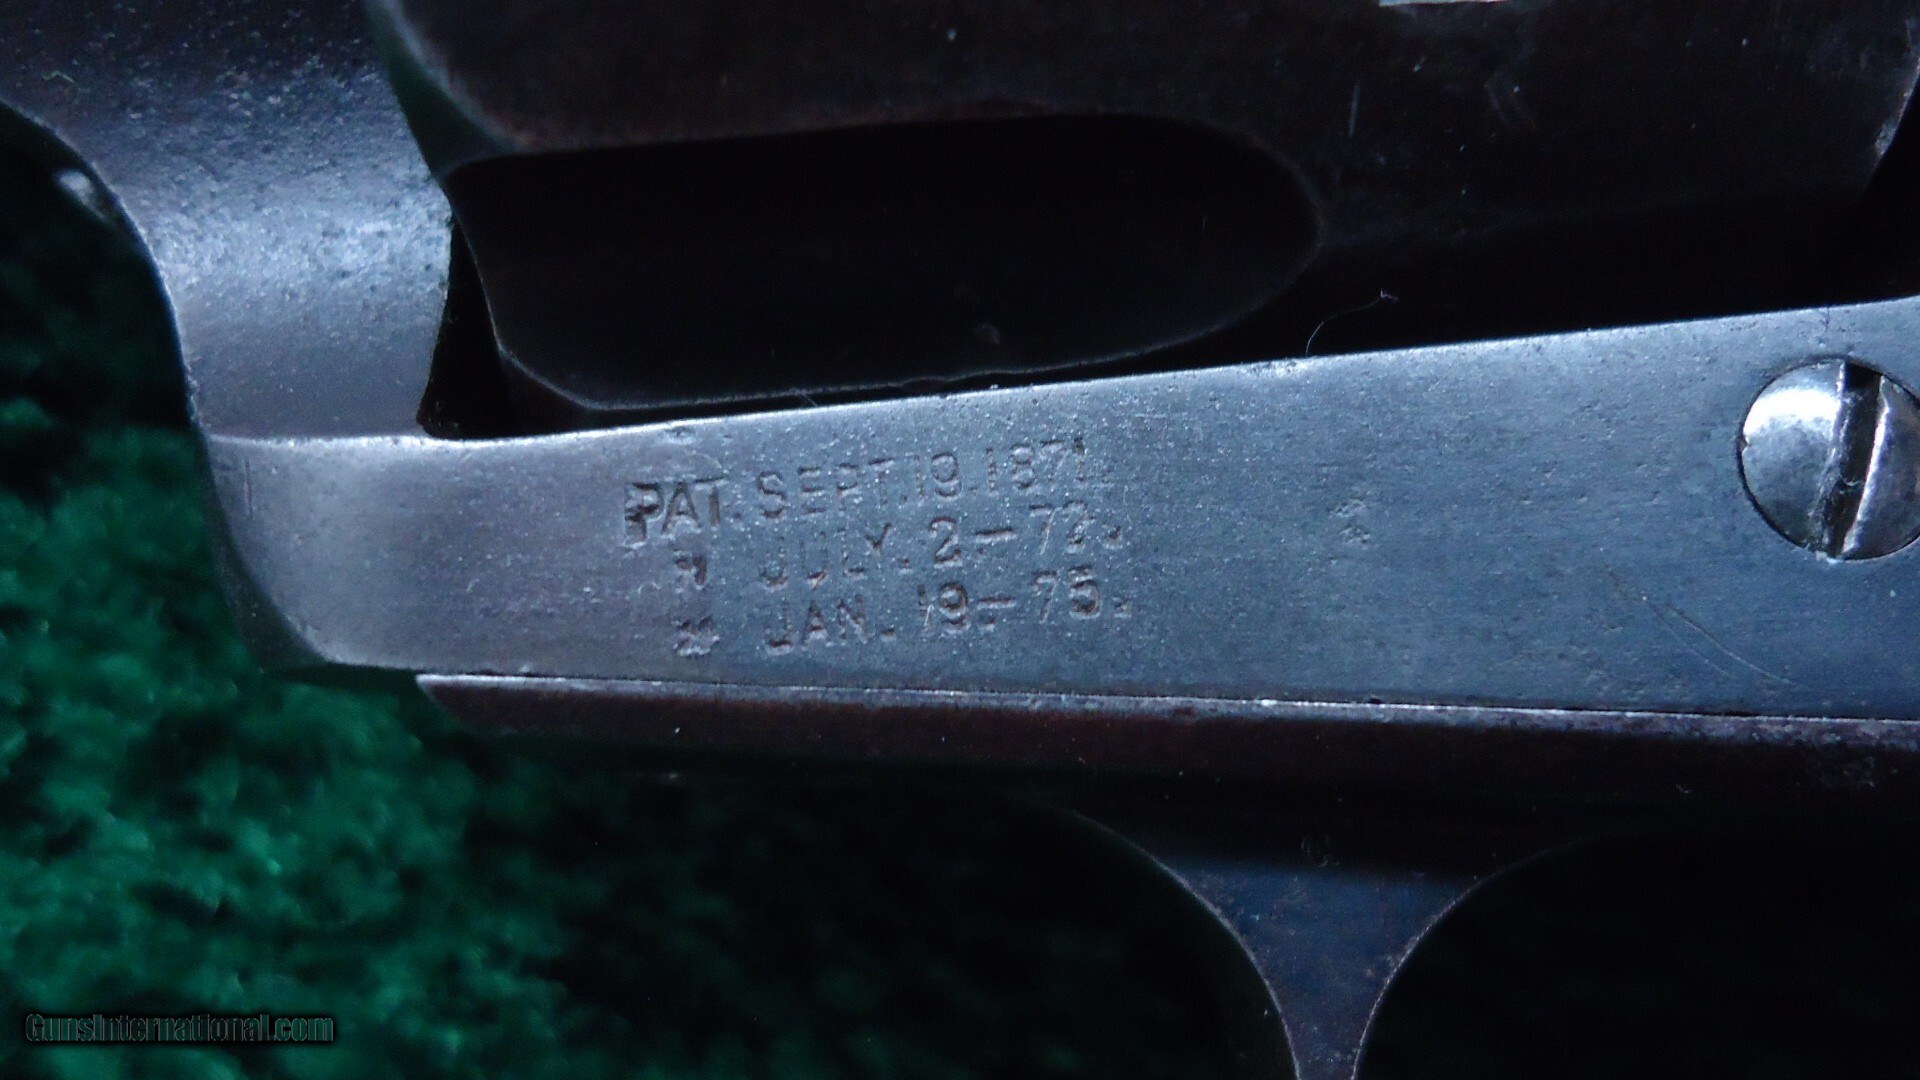 PAT. SEPT. 19. 1871.
" JULY. 2 – 72.
" JAN. 19. – 75.
GunsInternational.com